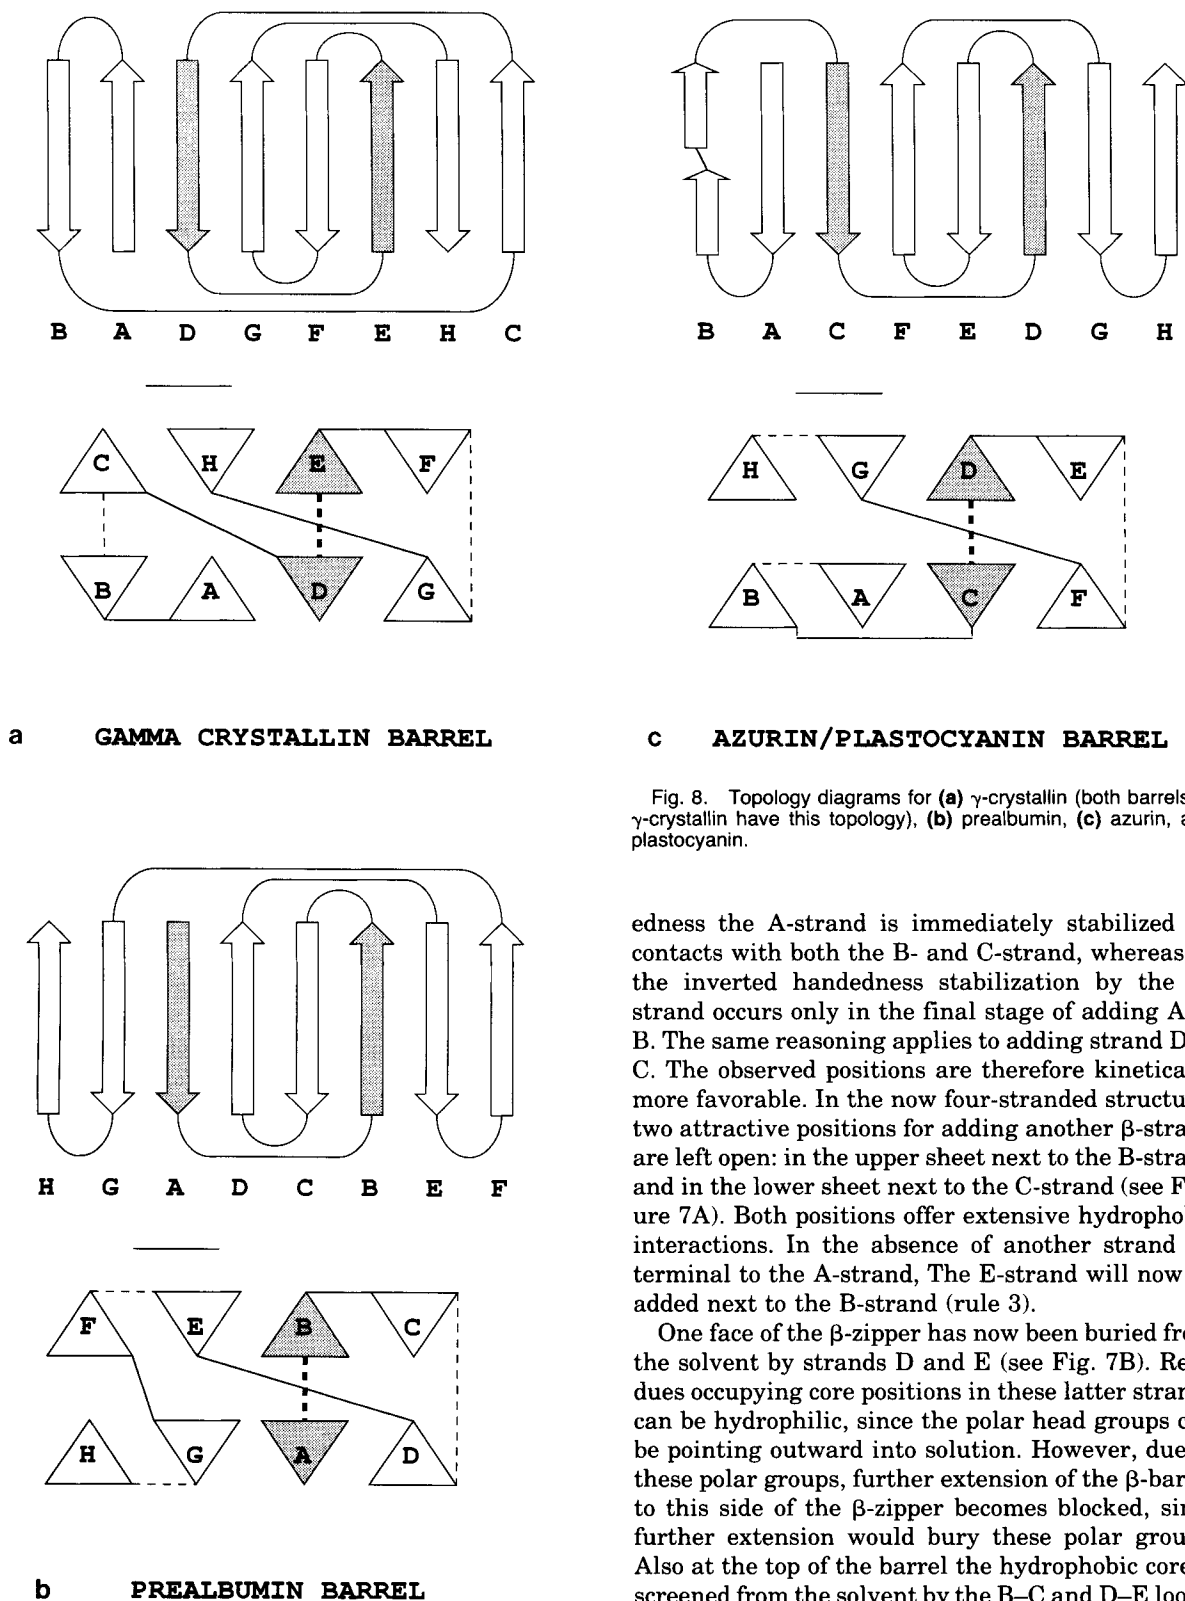 B A D G F E H C
C H E F
B A D G
a GAMMA CRYSTALLIN BARREL
H G A D C B E F
F E B C
H G A D
b PREALBUMIN BARREL
B A C F E D G H
H G D E
B A C F
c AZURIN/PLASTOCYANIN BARREL
Fig. 8. Topology diagrams for (a) γ-crystallin (both barrels
γ-crystallin have this topology), (b) prealbumin, (c) azurin,
plastocyanin.
edness the A-strand is immediately stabilized
contacts with both the B- and C-strand, whereas
the inverted handedness stabilization by the
strand occurs only in the final stage of adding A
B. The same reasoning applies to adding strand D
C. The observed positions are therefore kinetica
more favorable. In the now four-stranded structu
two attractive positions for adding another β-stra
are left open: in the upper sheet next to the B-stra
and in the lower sheet next to the C-strand (see F
ure 7A). Both positions offer extensive hydropho
interactions. In the absence of another strand
terminal to the A-strand, The E-strand will now
added next to the B-strand (rule 3).
One face of the β-zipper has now been buried fro
the solvent by strands D and E (see Fig. 7B). Re
dues occupying core positions in these latter stran
can be hydrophilic, since the polar head groups c
be pointing outward into solution. However, due
these polar groups, further extension of the β-bar
to this side of the β-zipper becomes blocked, sin
further extension would bury these polar grou
Also at the top of the barrel the hydrophobic core
screened from the solvent by the B–C and D–E loo